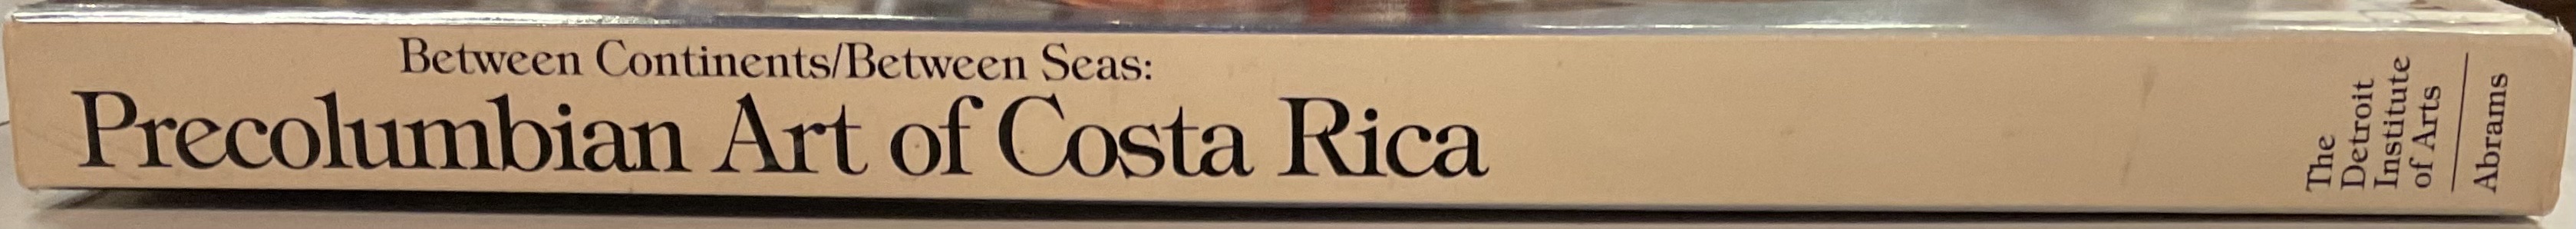 Between Continents/Between Seas:
Precolumbian Art of Costa Rica
The
Detroit
Institute
of Arts
Abrams